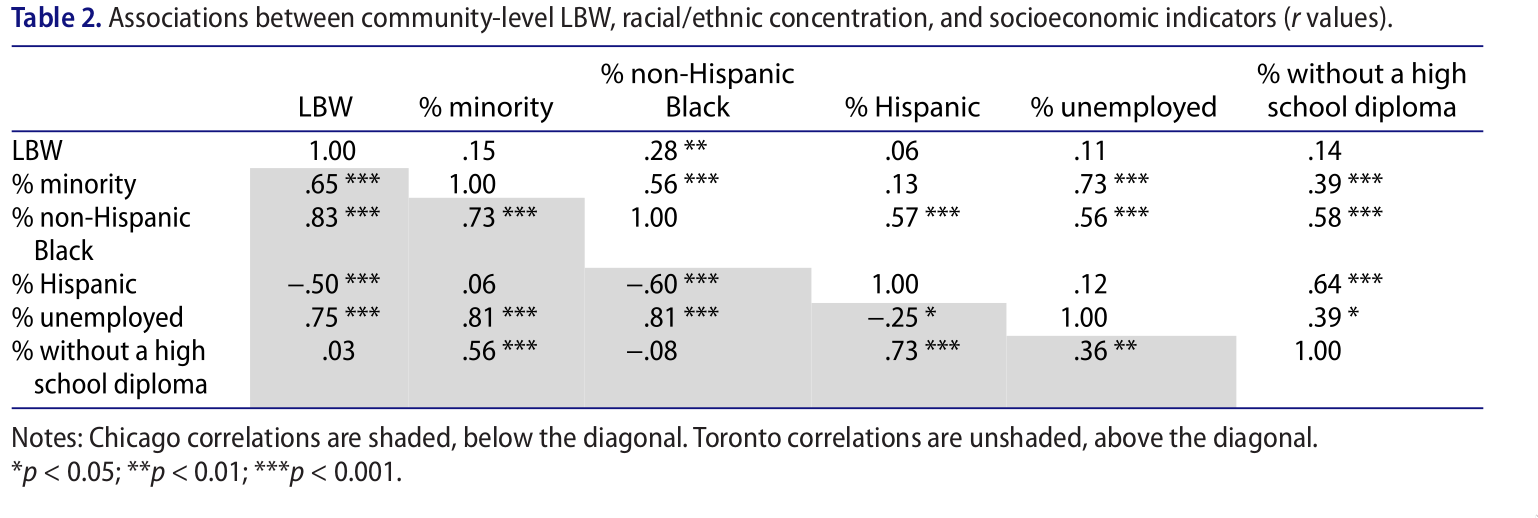 Table 2. Associations between community-level LBW, racial/ethnic concentration, and socioeconomic indicators (r values).
% non-Hispanic % without a high
LBW % minority Black % Hispanic % unemployed school diploma
LBW 1.00 .15 .28 ** .06 .11 .14
% minority .65 *** 1.00 .56 *** .13 .73 *** .39 ***
% non-Hispanic .83 *** .73 *** 1.00 .57 *** .56 *** .58 ***
Black
% Hispanic −.50 *** .06 −.60 *** 1.00 .12 .64 ***
% unemployed .75 *** .81 *** .81 *** −.25 * 1.00 .39 *
% without a high .03 .56 *** −.08 .73 *** .36 ** 1.00
school diploma
Notes: Chicago correlations are shaded, below the diagonal. Toronto correlations are unshaded, above the diagonal.
*p < 0.05; **p < 0.01; ***p < 0.001.